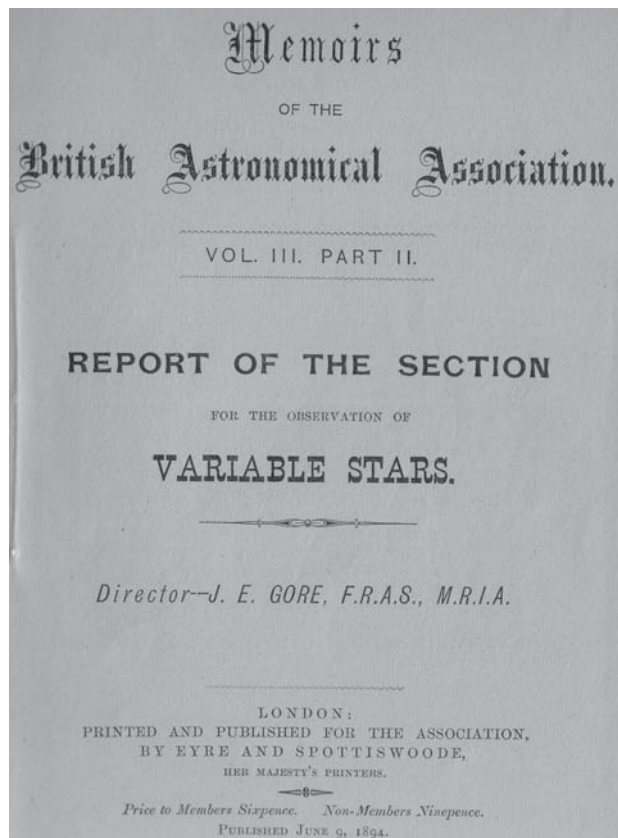 Memoirs
OF THE
British Astronomical Association.
VOL. III. PART II.
REPORT OF THE SECTION
FOR THE OBSERVATION OF
VARIABLE STARS.
Director--J. E. GORE, F.R.A.S., M.R.I.A.
LONDON:
PRINTED AND PUBLISHED FOR THE ASSOCIATION,
BY EYRE AND SPOTTISWOODE,
HER MAJESTY'S PRINTERS.
Price to Members Sixpence. Non-Members Ninepence.
PUBLISHED JUNE 9, 1894.